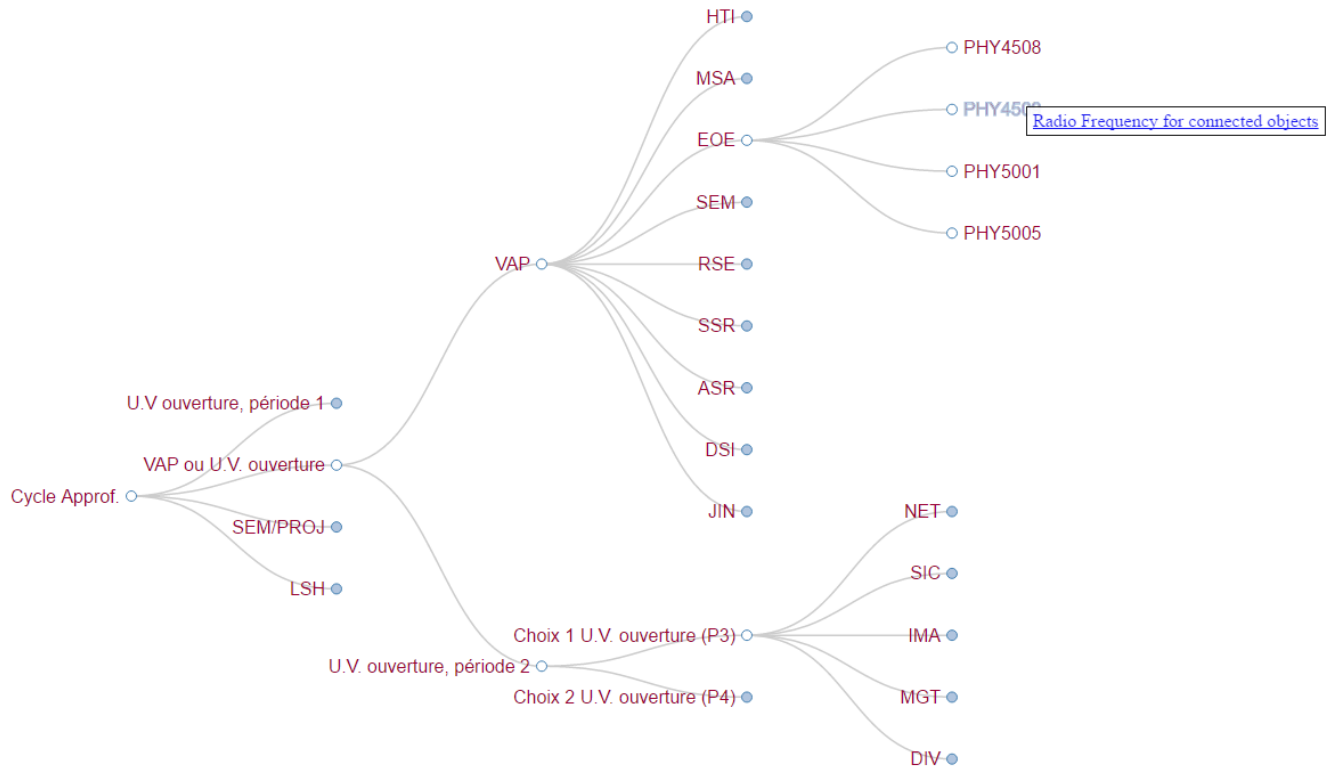 HTI
PHY4508
MSA
Radio Frequency for connected objects
EOE
PHY5001
SEM
PHY5005
VAP
RSE
SSR
ASR
U.V ouverture, période 1
DSI
VAP ou U.V. ouverture
Cycle Approf.
JIN
NET
SEM/PROJ
SIC
LSH
Choix 1 U.V. ouverture (P3)
IMA
U.V. ouverture, période 2
Choix 2 U.V. ouverture (P4)
MGT
DIV